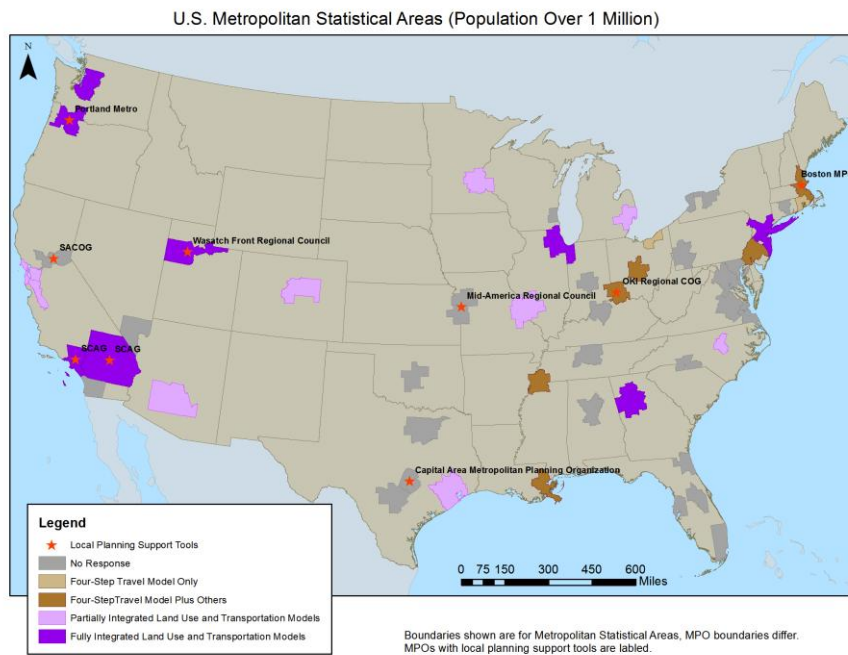 U.S. Metropolitan Statistical Areas (Population Over 1 Million)
N
Portland Metro
Boston MP
SACOG
Wasatch Front Regional Council
Mid-America Regional Council
OKI Regional COG
SCAG
SCAG
Capital Area Metropolitan Planning Organization
Legend
Local Planning Support Tools
No Response
Four-Step Travel Model Only
Four-StepTravel Model Plus Others
Partially Integrated Land Use and Transportation Models
Fully Integrated Land Use and Transportation Models
0 75 150 300 450 600
Miles
Boundaries shown are for Metropolitan Statistical Areas, MPO boundaries differ.
MPOs with local planning support tools are labled.